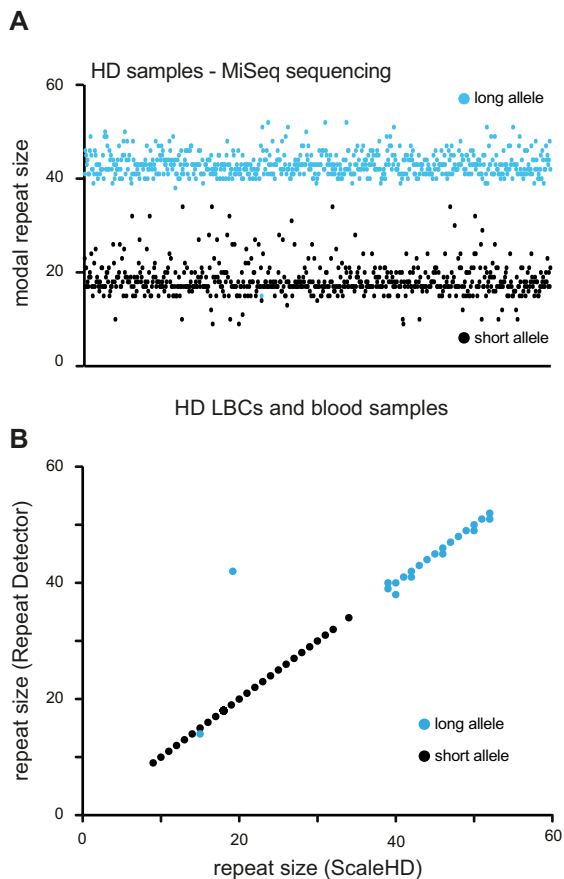 A
HD samples - MiSeq sequencing
60
long allele
modal repeat size
40
20
short allele
0
HD LBCs and blood samples
B
60
repeat size (Repeat Detector)
40
20
long allele
short allele
0
0
20
40
60
repeat size (ScaleHD)